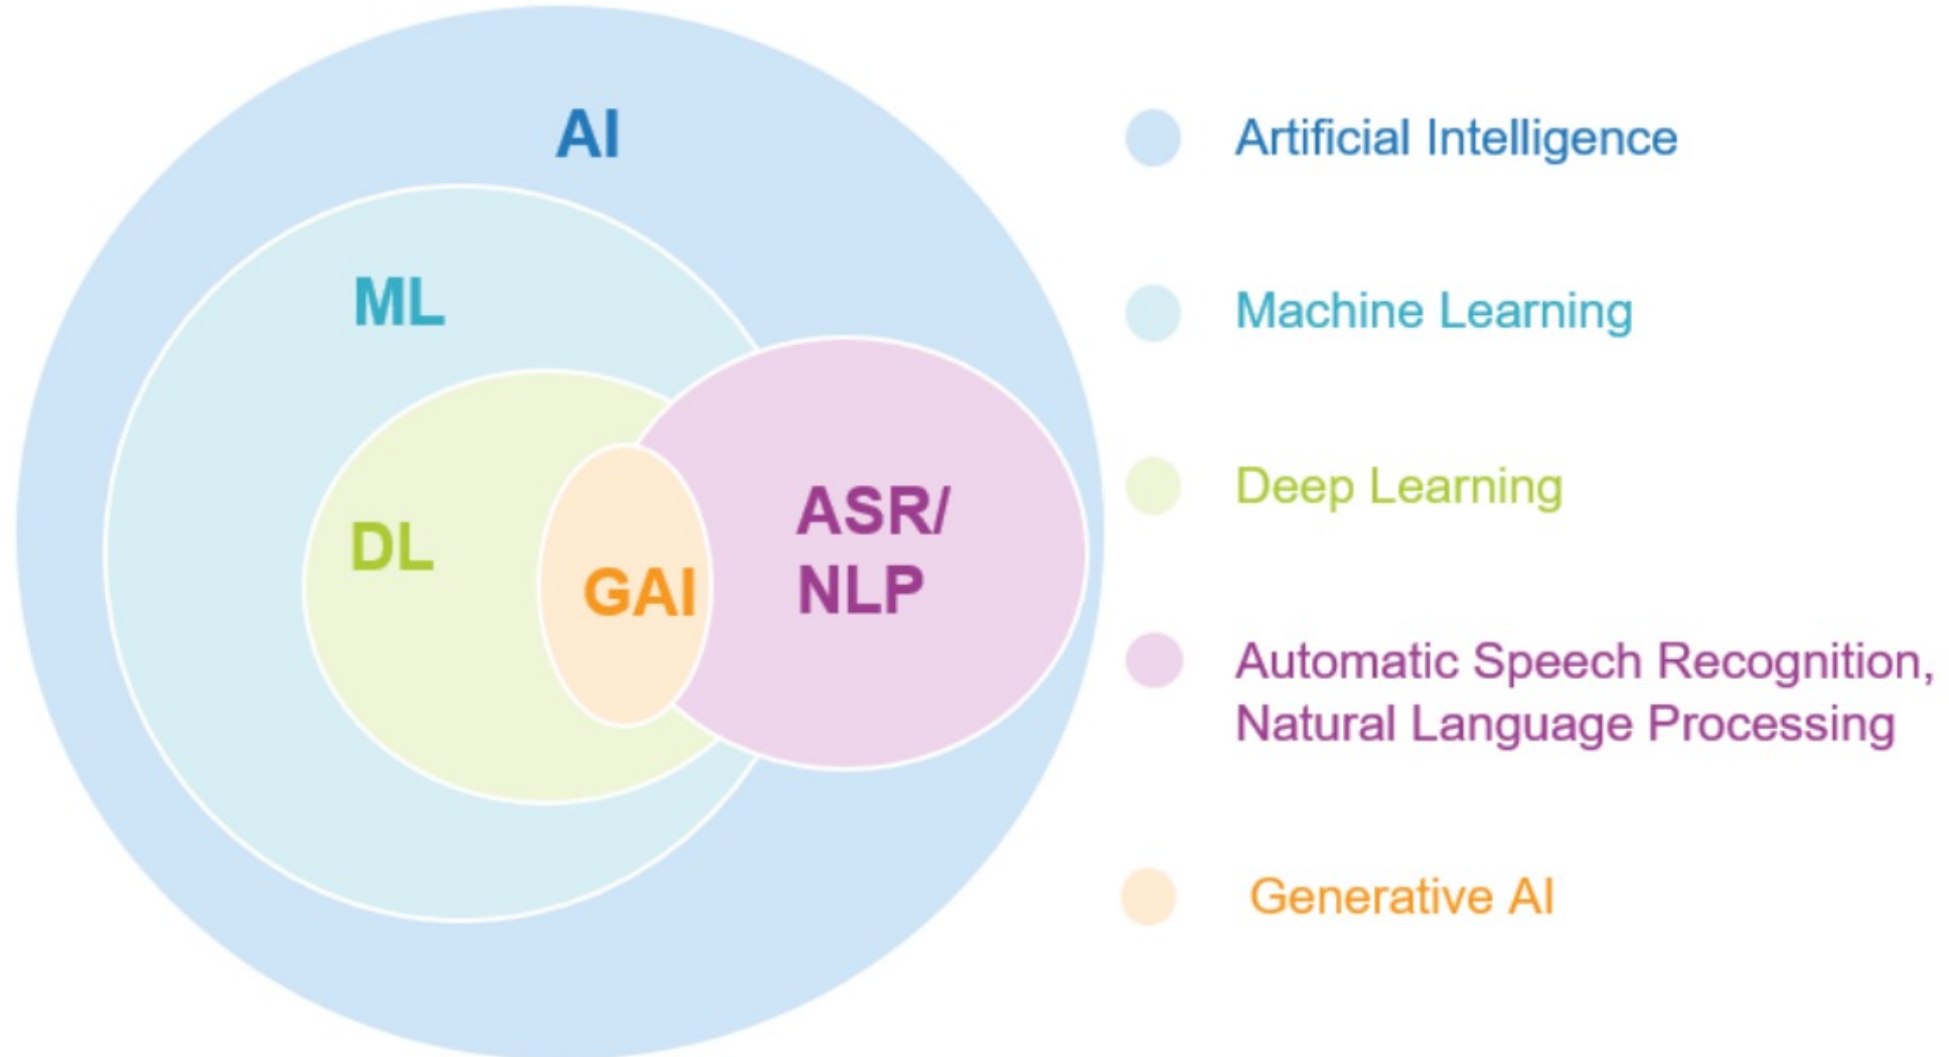 AI
ML
DL
GAI
ASR/
NLP
Artificial Intelligence
Machine Learning
Deep Learning
Automatic Speech Recognition,
Natural Language Processing
Generative AI